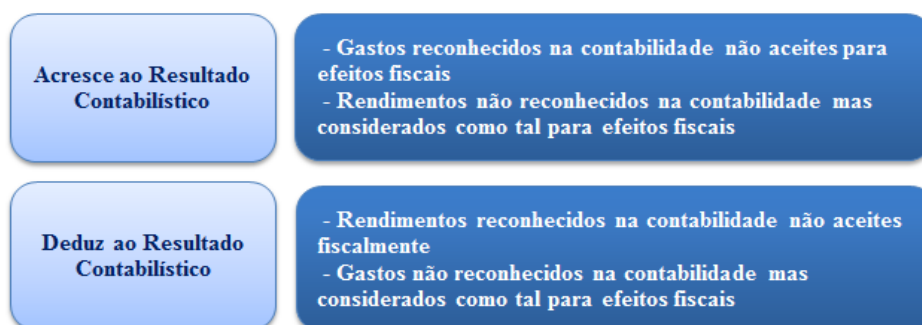 Acresce ao Resultado
Contabilístico
- Gastos reconhecidos na contabilidade não aceites para
efeitos fiscais
- Rendimentos não reconhecidos na contabilidade mas
considerados como tal para efeitos fiscais
Deduz ao Resultado
Contabilístico
- Rendimentos reconhecidos na contabilidade não aceites
fiscalmente
- Gastos não reconhecidos na contabilidade mas
considerados como tal para efeitos fiscais